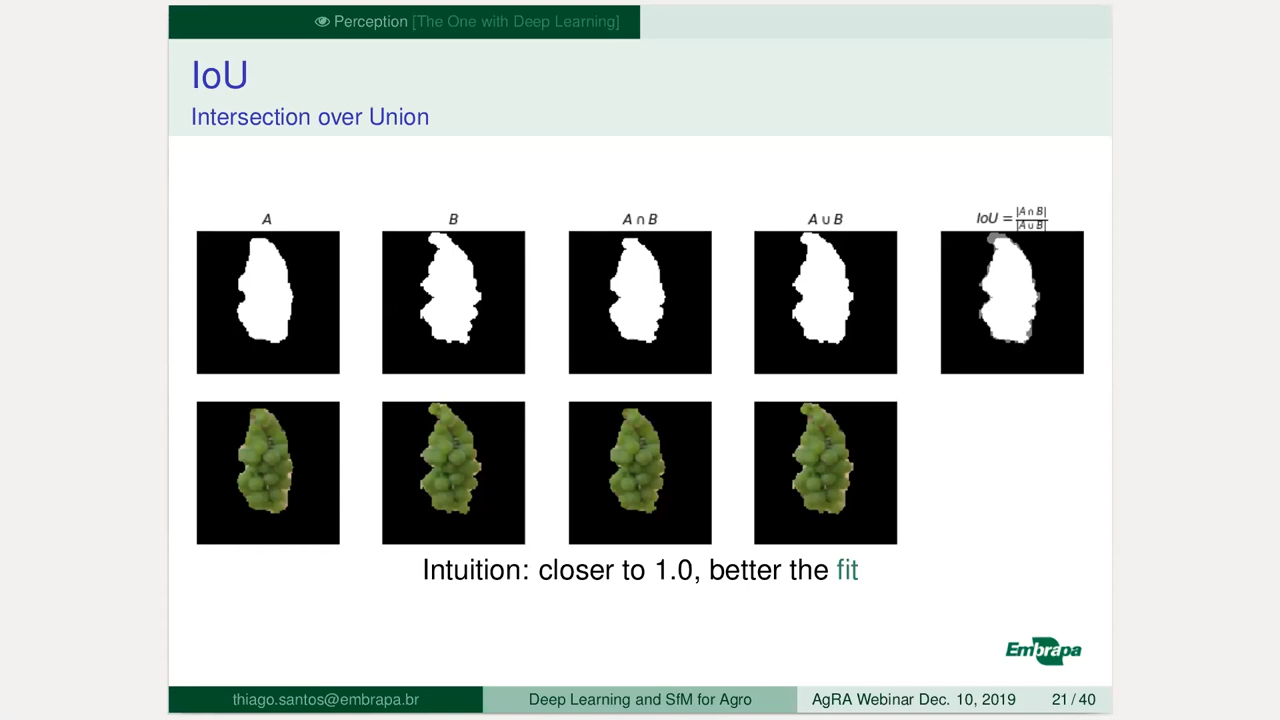 Perception [The One with Deep Learning]
IoU
Intersection over Union
A
B
A ∩ B
A ∪ B
IoU = |A ∩ B| / |A ∪ B|
Intuition: closer to 1.0, better the fit
Embrapa
thiago.santos@embrapa.br
Deep Learning and SfM for Agro
AgRA Webinar Dec. 10, 2019
21 / 40